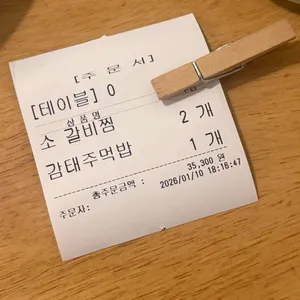 [주 문 서]
[테이블] 0
상품명
소 갈비찜 2 개
감태주먹밥 1 개
총주문금액 : 35,300 원
2026/01/10 18:16:47
주문자: